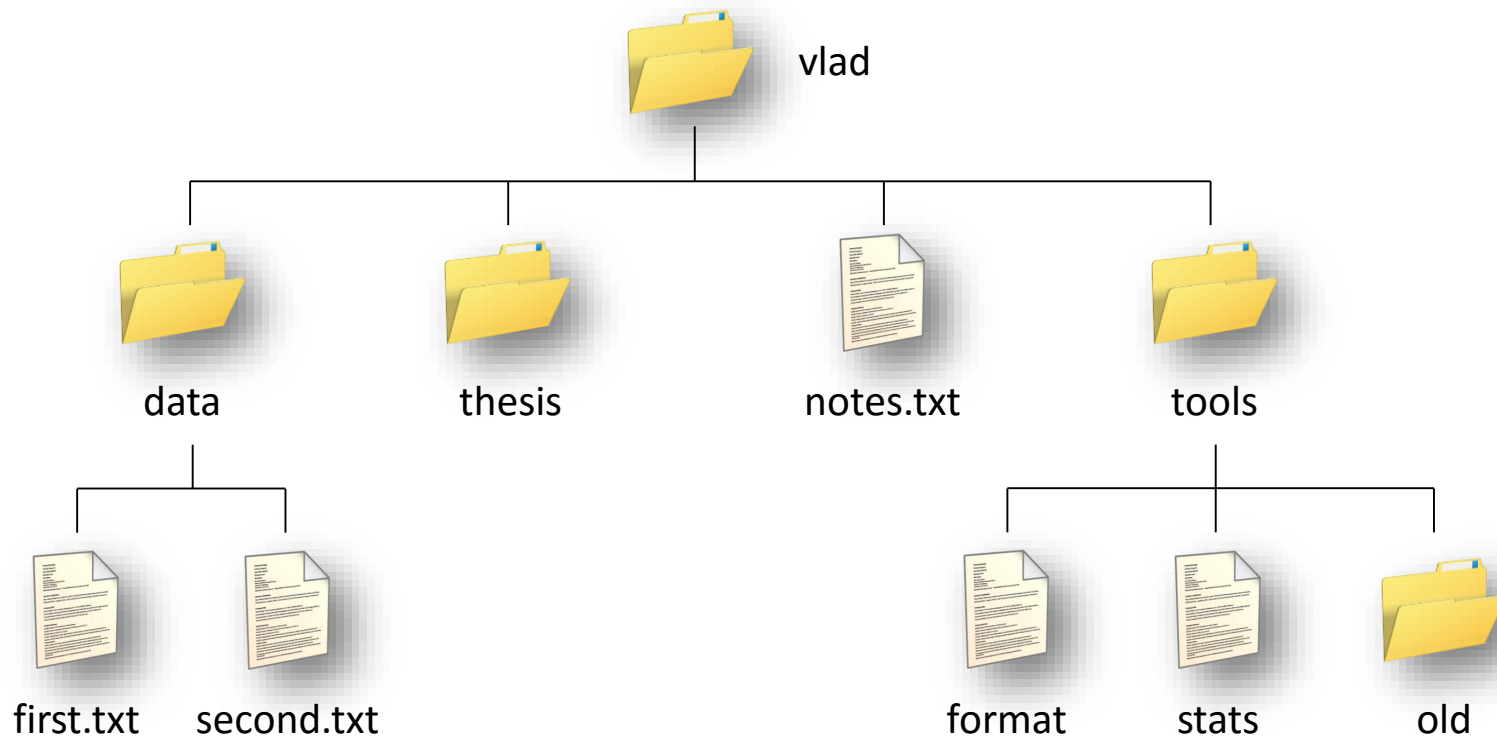 vlad
data
thesis
notes.txt
tools
first.txt
second.txt
format
stats
old